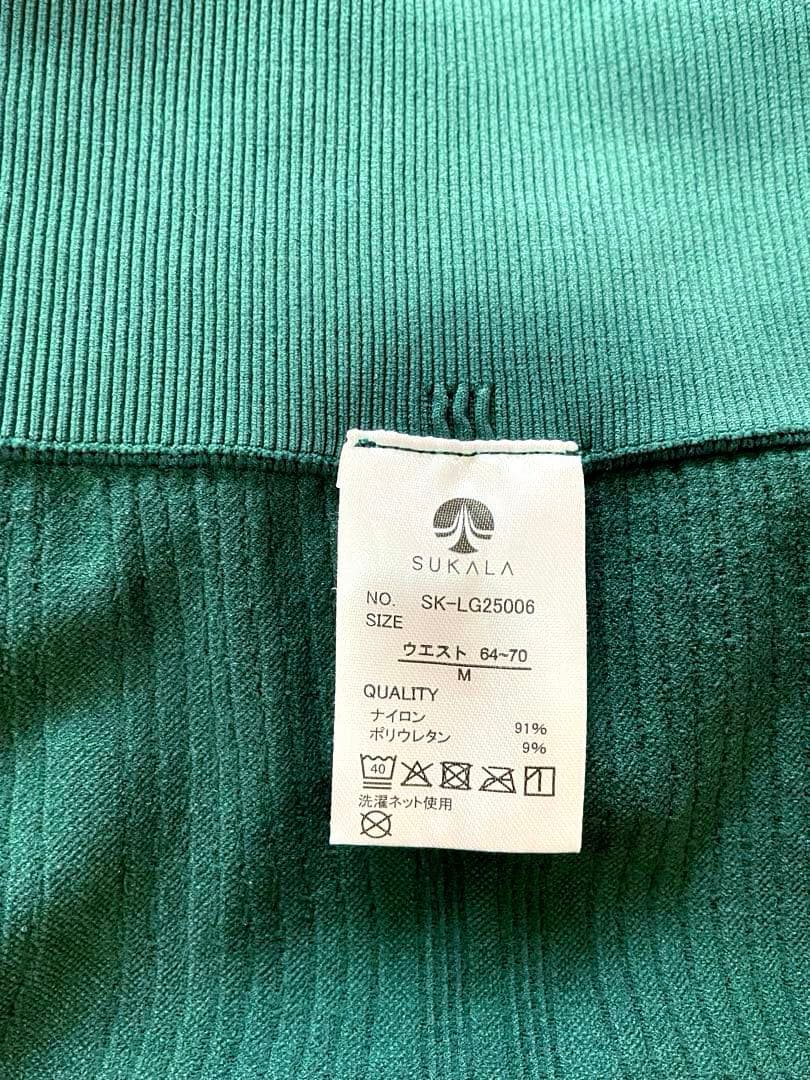 SUKALA
NO. SK-LG25006
SIZE
ウエスト 64~70
M
QUALITY
ナイロン 91%
ポリウレタン 9%
40
洗濯ネット使用